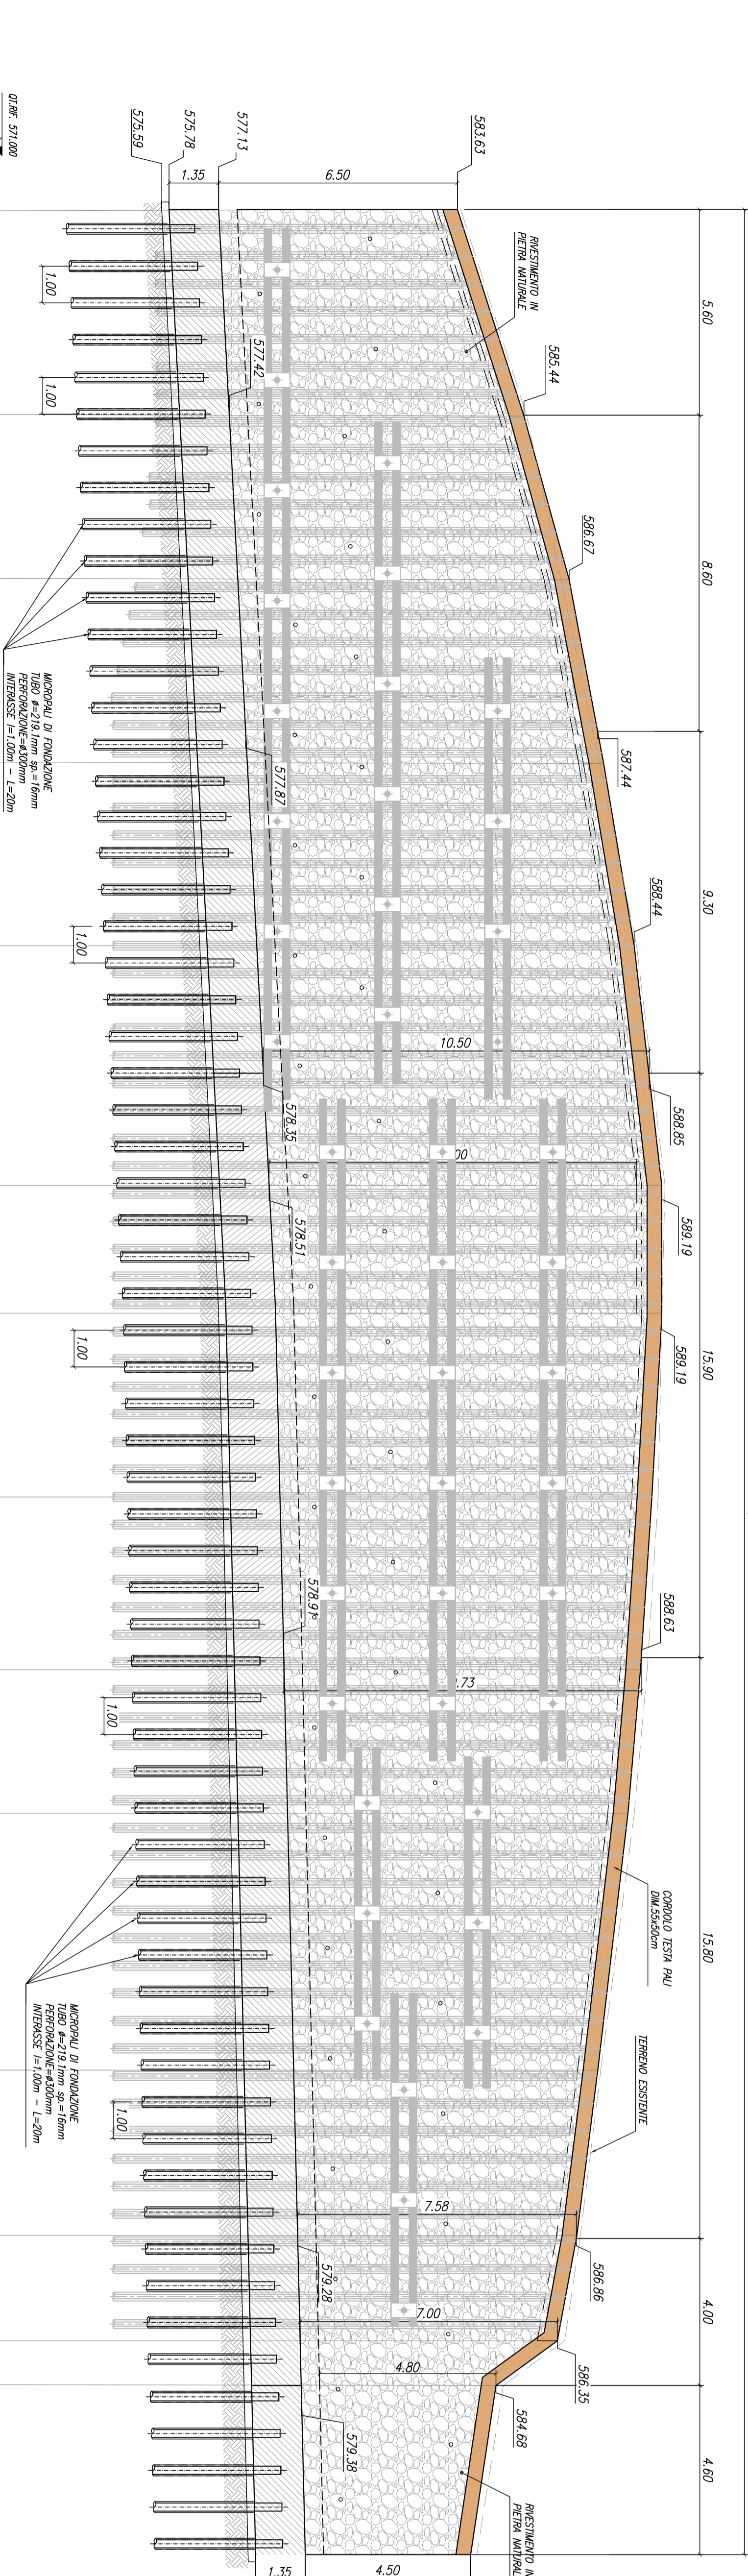 5.60
8.60
9.30
15.90
15.80
4.00
4.60
583.63
585.44
586.67
587.44
588.44
588.85
589.19
589.19
588.63
586.86
586.35
584.68
RIVESTIMENTO IN
PIETRA NATURALE
CORDOLO TESTA PALI
DIM.55x50cm
TERRENO ESISTENTE
RIVESTIMENTO IN
PIETRA NATURAL
6.50
1.35
10.50
7.58
7.00
4.80
4.50
1.35
577.13
575.78
575.59
577.42
577.87
578.35
578.51
578.91
579.28
579.38
1.00
1.00
1.00
1.00
1.00
1.00
QT.RIF. 571.000
MICROPALI DI FONDAZIONE
TUBO Ø=219.1mm sp.=16mm
PERFORAZIONE=Ø300mm
INTERASSE I=1.00m – L=20m
MICROPALI DI FONDAZIONE
TUBO Ø=219.1mm sp.=16mm
PERFORAZIONE=Ø300mm
INTERASSE I=1.00m – L=20m